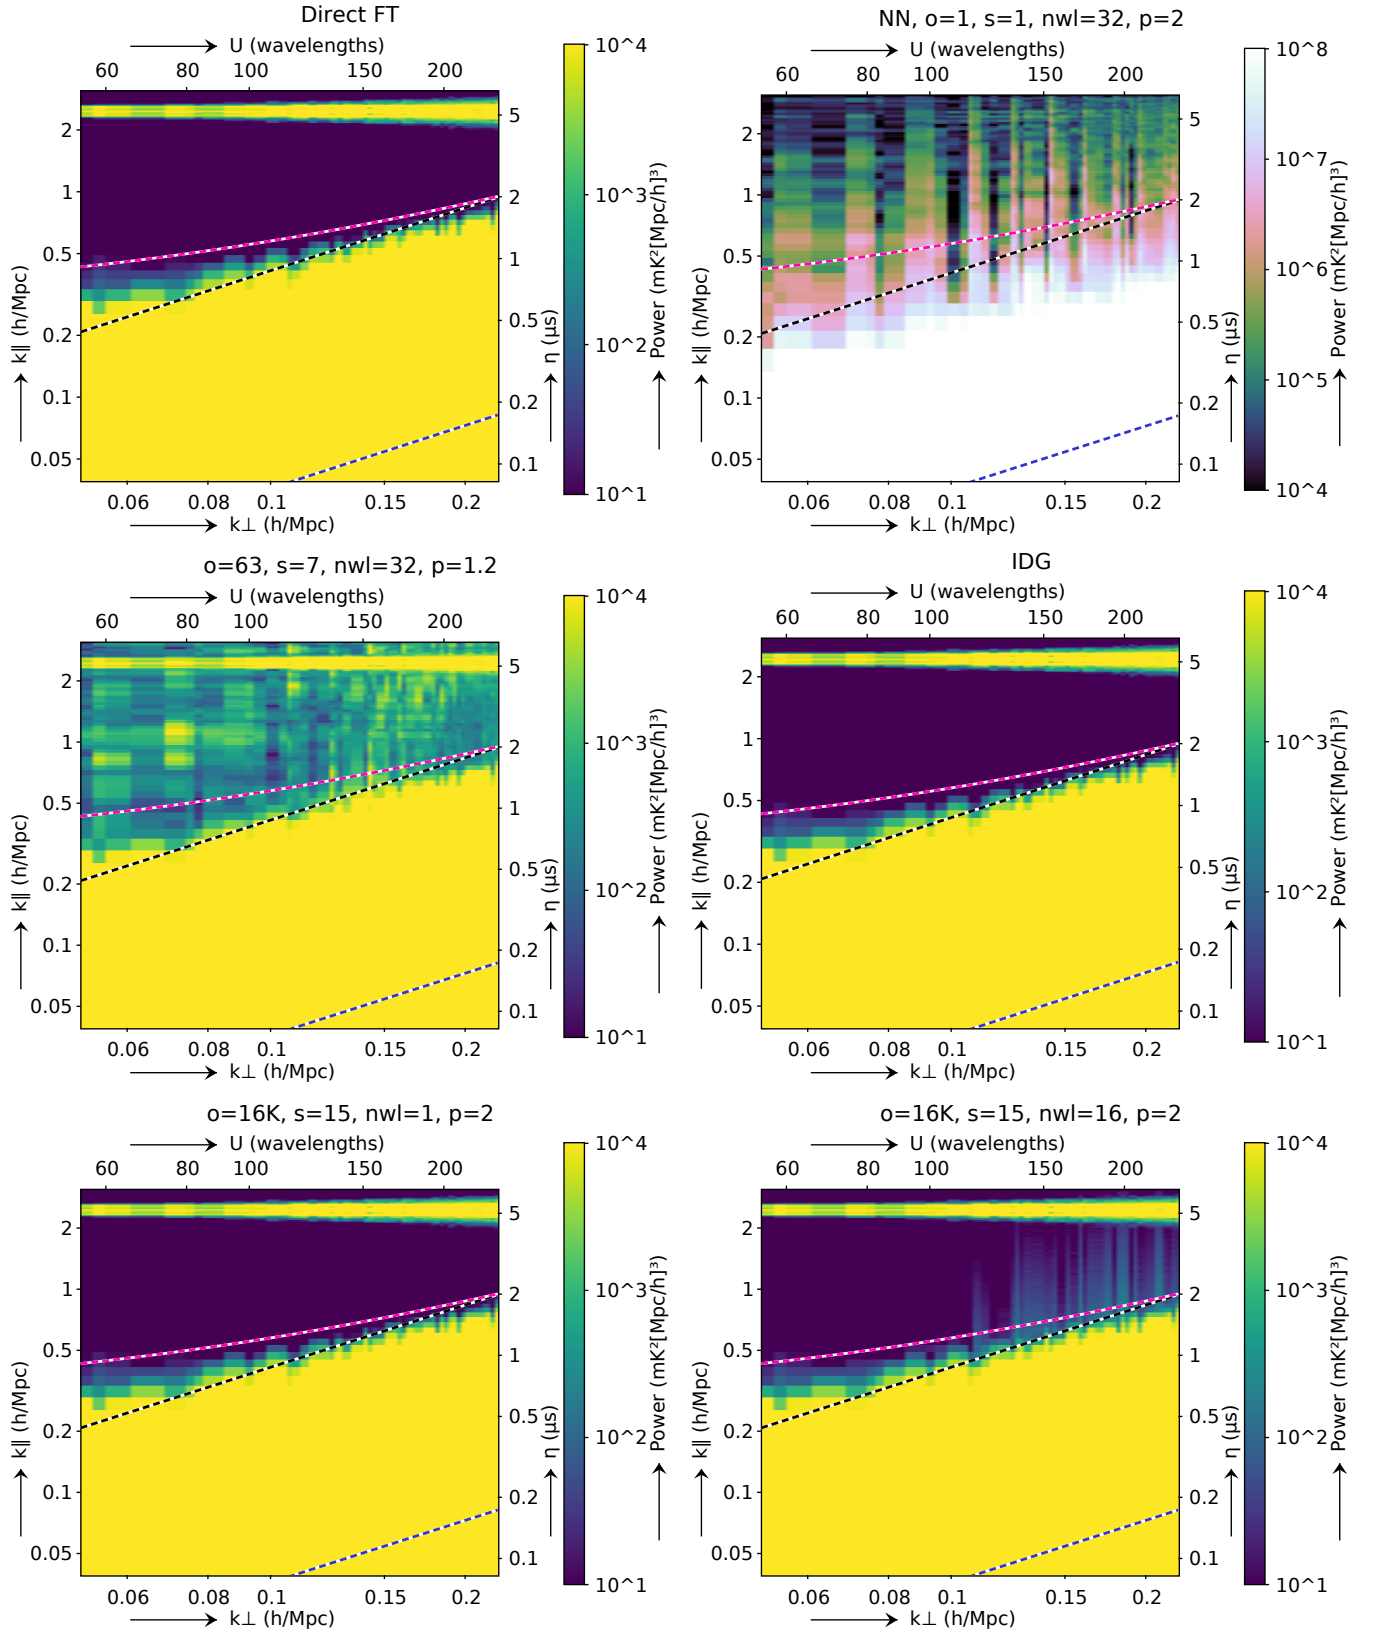 Direct FT
U (wavelengths)
60 80 100 150 200
2
1
0.5
0.2
0.1
0.05
k∥ (h/Mpc)
5
2
1
0.5
0.2
0.1
η (μs)
0.06 0.08 0.1 0.15 0.2
k⊥ (h/Mpc)
10^4
10^3
10^2
10^1
Power (mK²[Mpc/h]³)
NN, o=1, s=1, nwl=32, p=2
U (wavelengths)
60 80 100 150 200
2
1
0.5
0.2
0.1
0.05
k∥ (h/Mpc)
5
2
1
0.5
0.2
0.1
η (μs)
0.06 0.08 0.1 0.15 0.2
k⊥ (h/Mpc)
10^8
10^7
10^6
10^5
10^4
Power (mK²[Mpc/h]³)
o=63, s=7, nwl=32, p=1.2
U (wavelengths)
60 80 100 150 200
2
1
0.5
0.2
0.1
0.05
k∥ (h/Mpc)
5
2
1
0.5
0.2
0.1
η (μs)
0.06 0.08 0.1 0.15 0.2
k⊥ (h/Mpc)
10^4
10^3
10^2
10^1
Power (mK²[Mpc/h]³)
IDG
U (wavelengths)
60 80 100 150 200
2
1
0.5
0.2
0.1
0.05
k∥ (h/Mpc)
5
2
1
0.5
0.2
0.1
η (μs)
0.06 0.08 0.1 0.15 0.2
k⊥ (h/Mpc)
10^4
10^3
10^2
10^1
Power (mK²[Mpc/h]³)
o=16K, s=15, nwl=1, p=2
U (wavelengths)
60 80 100 150 200
2
1
0.5
0.2
0.1
0.05
k∥ (h/Mpc)
5
2
1
0.5
0.2
0.1
η (μs)
0.06 0.08 0.1 0.15 0.2
k⊥ (h/Mpc)
10^4
10^3
10^2
10^1
Power (mK²[Mpc/h]³)
o=16K, s=15, nwl=16, p=2
U (wavelengths)
60 80 100 150 200
2
1
0.5
0.2
0.1
0.05
k∥ (h/Mpc)
5
2
1
0.5
0.2
0.1
η (μs)
0.06 0.08 0.1 0.15 0.2
k⊥ (h/Mpc)
10^4
10^3
10^2
10^1
Power (mK²[Mpc/h]³)